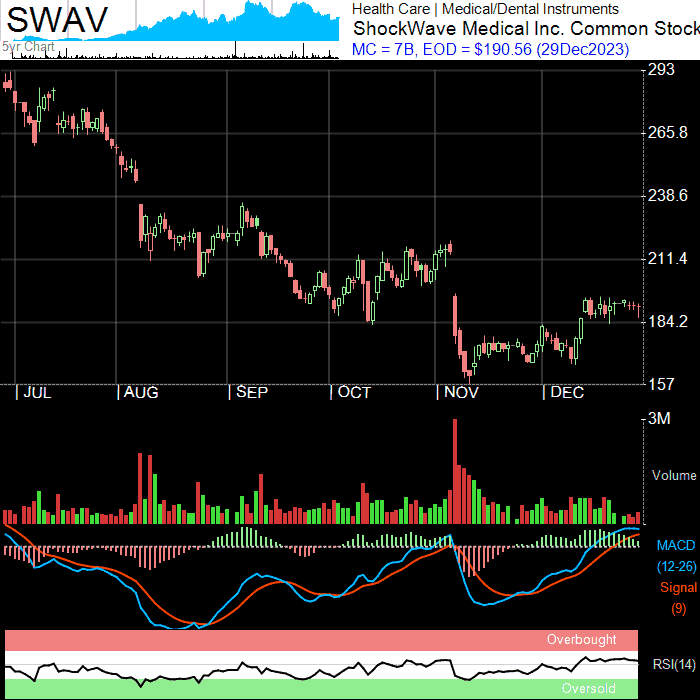 SWAV
5yr Chart
Health Care | Medical/Dental Instruments
ShockWave Medical Inc. Common Stock
MC = 7B, EOD = $190.56 (29Dec2023)
293
265.8
238.6
211.4
184.2
157
JUL AUG SEP OCT NOV DEC
3M
Volume
MACD
(12-26)
Signal
(9)
Overbought
RSI(14)
Oversold